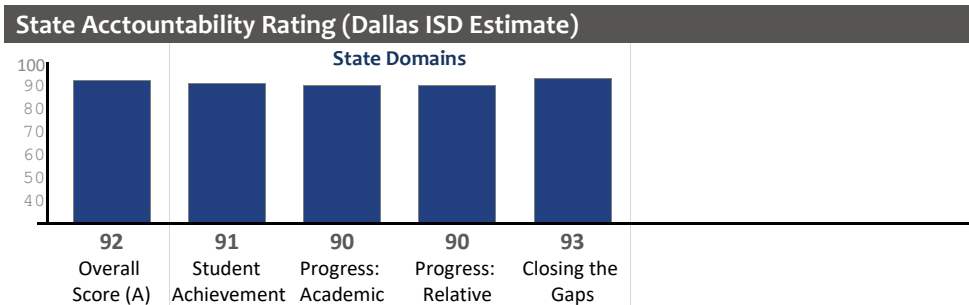 State Acctountability Rating (Dallas ISD Estimate)
State Domains
100
90
80
70
60
50
40
92 91 90 90 93
Overall Student Progress: Progress: Closing the
Score (A) Achievement Academic Relative Gaps